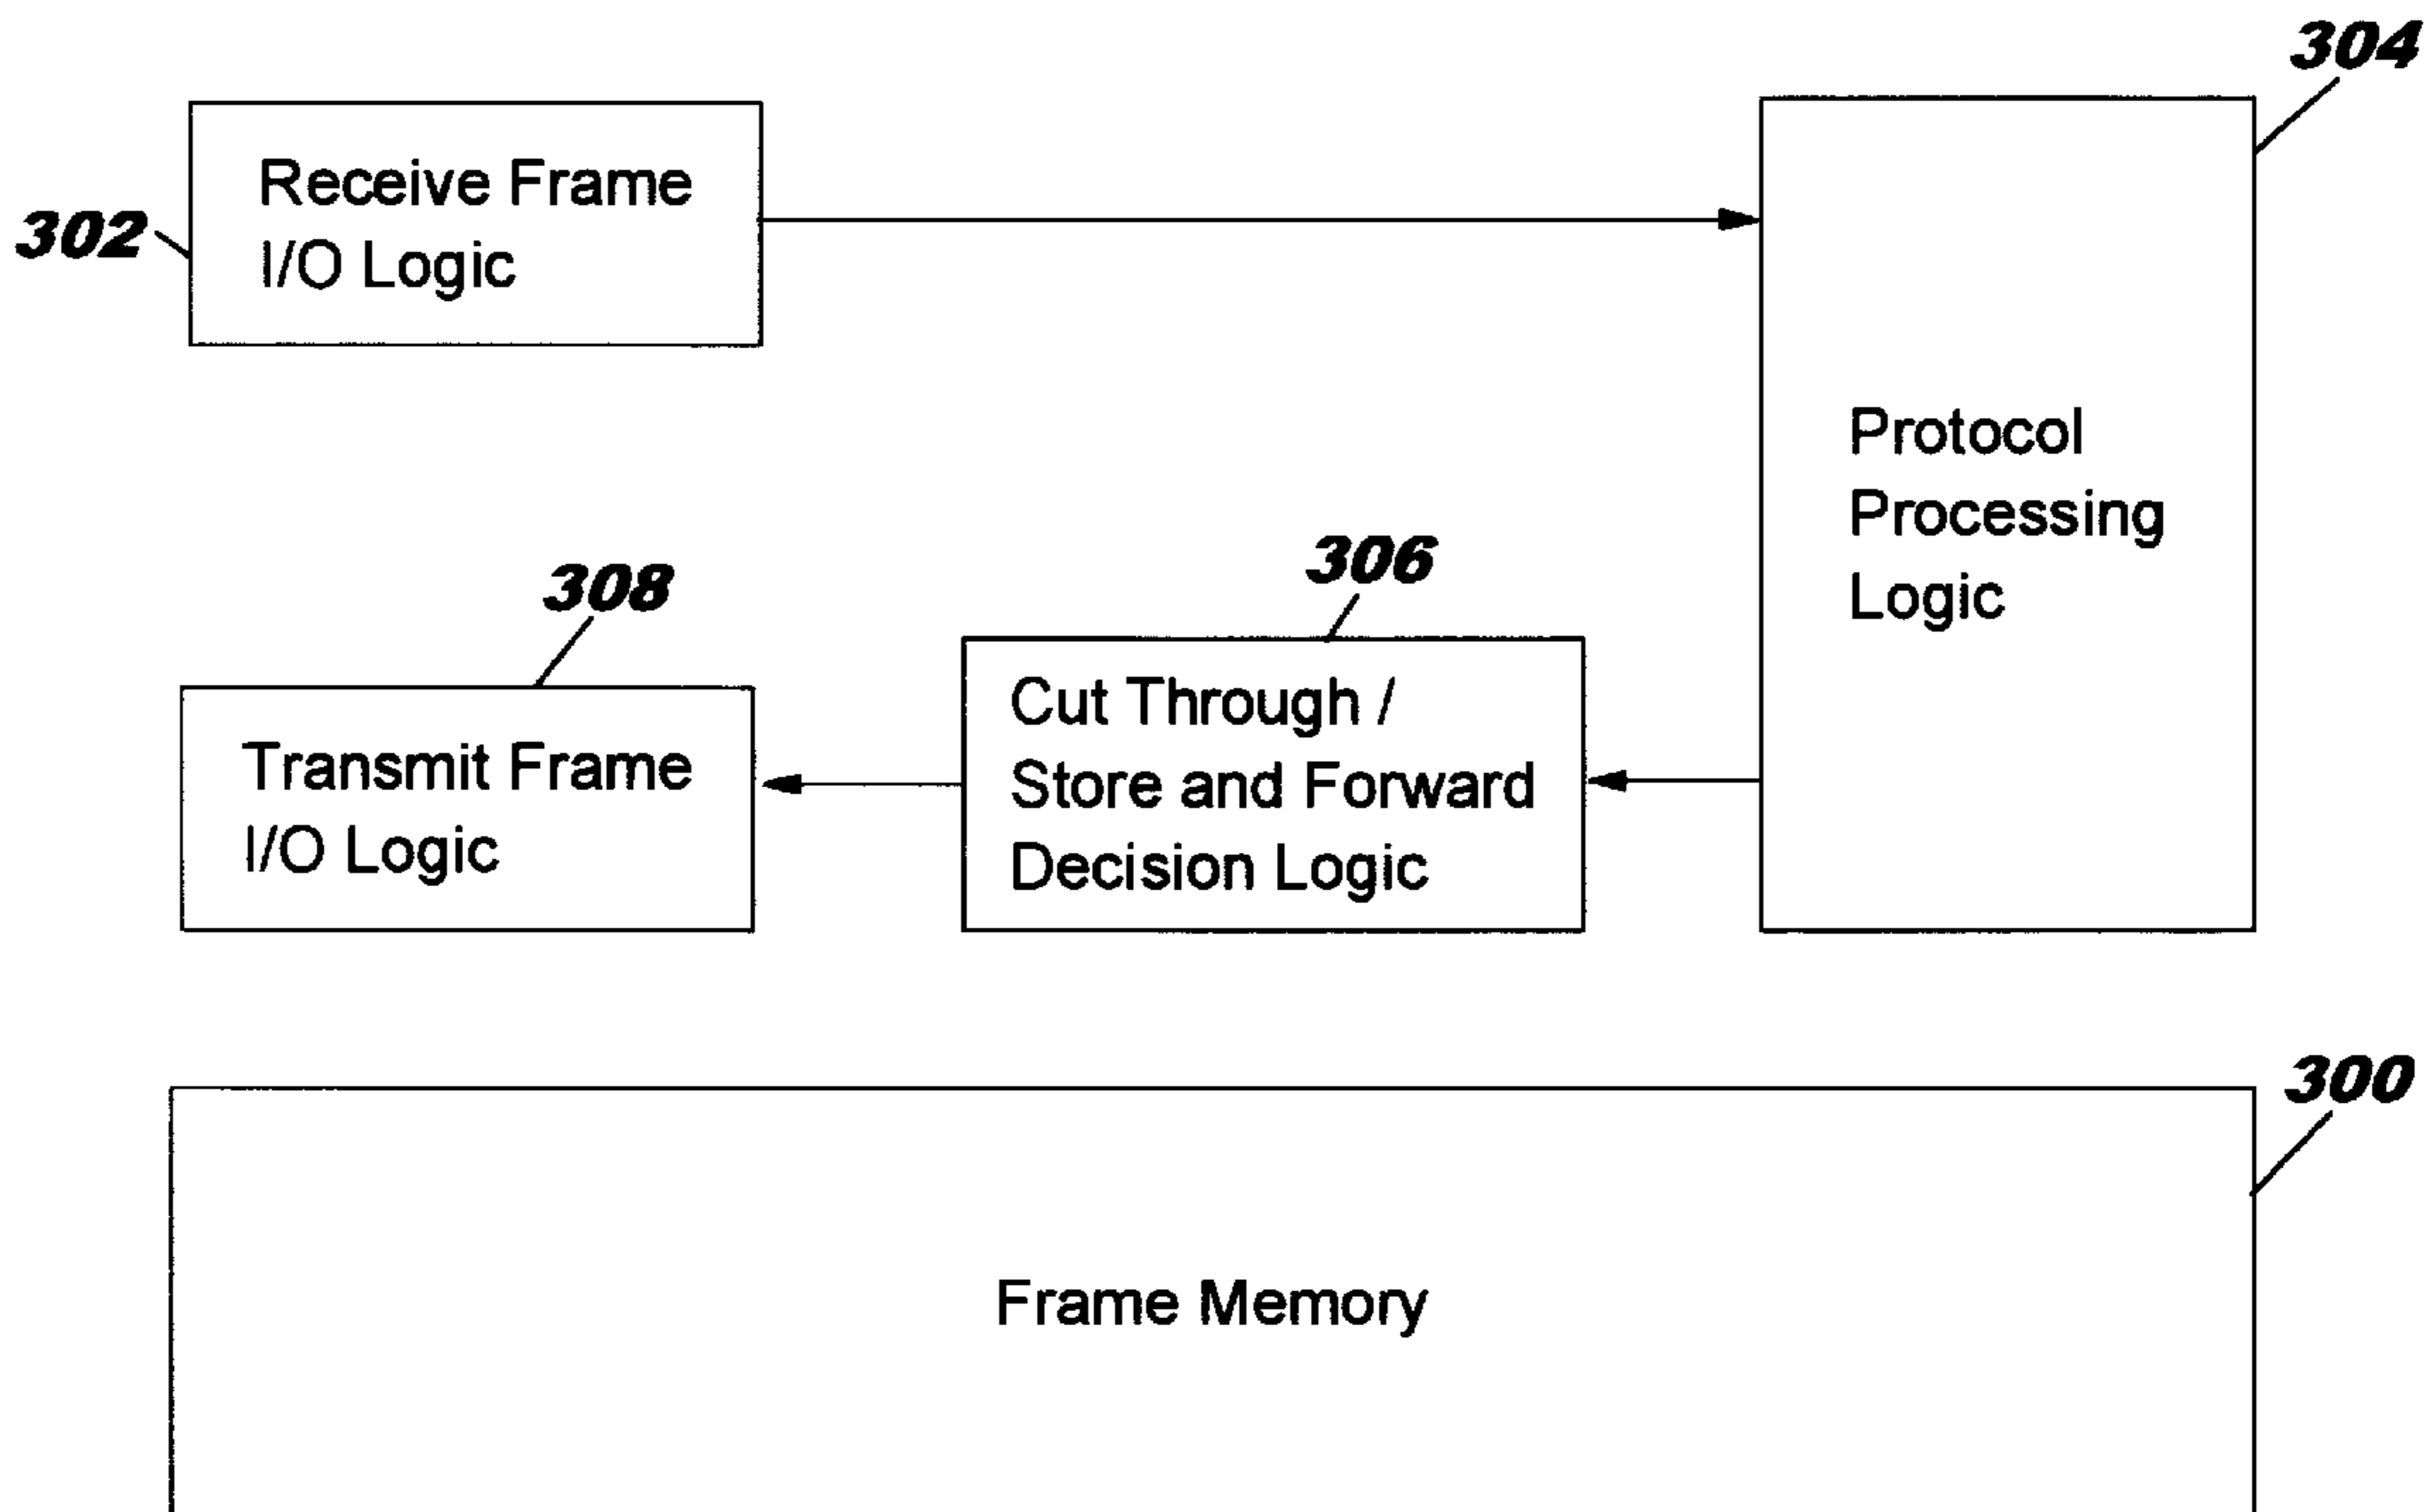 304
Receive Frame
I/O Logic
302
Protocol
Processing
Logic
306
308
Cut Through /
Store and Forward
Decision Logic
Transmit Frame
I/O Logic
300
Frame Memory